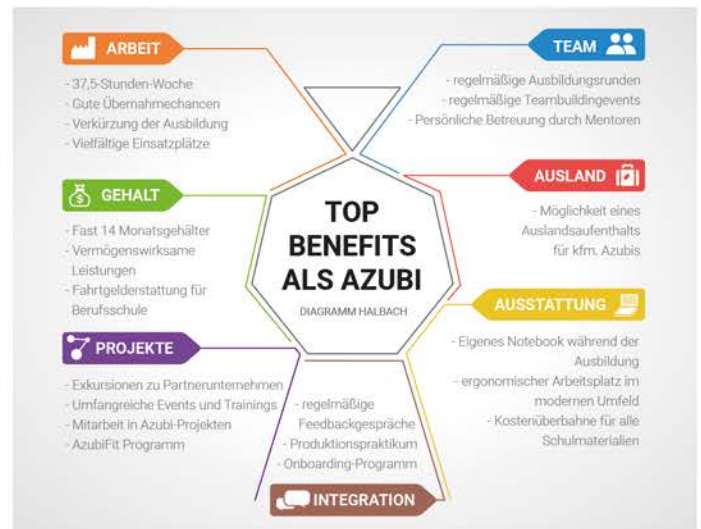 ARBEIT
- 37,5-Stunden-Woche
- Gute Übernahmechancen
- Verkürzung der Ausbildung
- Vielfältige Einsatzplätze
GEHALT
- Fast 14 Monatsgehälter
- Vermögenswirksame
Leistungen
- Fahrtgelderstattung für
Berufsschule
PROJEKTE
- Exkursionen zu Partnerunternehmen
- Umfangreiche Events und Trainings
- Mitarbeit in Azubi-Projekten
- AzubiFit Programm
TOP
BENEFITS
ALS AZUBI
DIAGRAMM HALBACH
TEAM
- regelmäßige Ausbildungsrunden
- regelmäßige Teambuildingevents
- Persönliche Betreuung durch Mentoren
AUSLAND
- Möglichkeit eines
Auslandsaufenthalts
für kfm. Azubis
AUSSTATTUNG
- Eigenes Notebook während der
Ausbildung
- ergonomischer Arbeitsplatz im
modernen Umfeld
- Kostenüberbahne für alle
Schulmaterialien
- regelmäßige
Feedbackgespräche
- Produktionspraktikum
- Onboarding-Programm
INTEGRATION